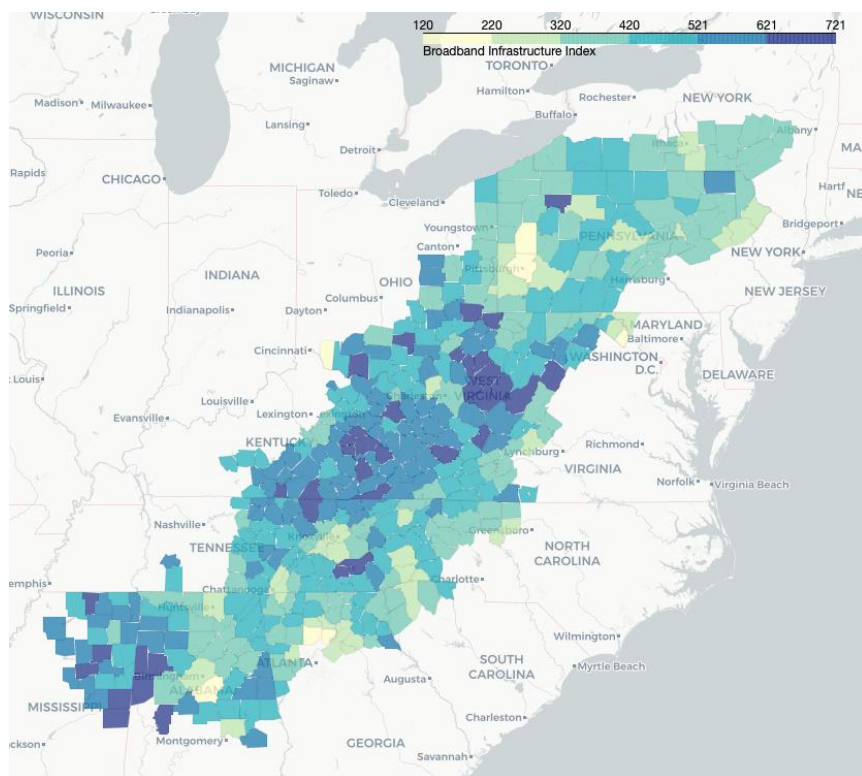 WISCONSIN
120 220 320 420 521 621 721
Broadband Infrastructure Index
MICHIGAN
TORONTO
Saginaw
Hamilton
Rochester
NEW YORK
Madison
Milwaukee
Buffalo
Lansing
Albany
Ithaca
MA
Detroit
Rapids
CHICAGO
Toledo
Hartf
NE
Cleveland
Bridgeport
Youngstown
PENNSYLVANIA
Peoria
Canton
NEW YORK
INDIANA
OHIO
Pittsburgh
Harrisburg
ILLINOIS
Columbus
NEW JERSEY
Springfield
Indianapolis
Dayton
MARYLAND
Baltimore
Cincinnati
WASHINGTON
D.C.
DELAWARE
t Louis
WEST
VIRGINIA
Charleston
Louisville
Evansville
Lexington
KENTUCKY
Richmond
Lynchburg
VIRGINIA
Norfolk
Virginia Beach
Nashville
Greensboro
Knoxville
TENNESSEE
NORTH
CAROLINA
emphis
Chattanooga
Charlotte
Huntsville
Wilmington
ATLANTA
SOUTH
CAROLINA
Myrtle Beach
Birmingham
Augusta
ALABAMA
MISSISSIPPI
Charleston
Montgomery
GEORGIA
ckson
Savannah